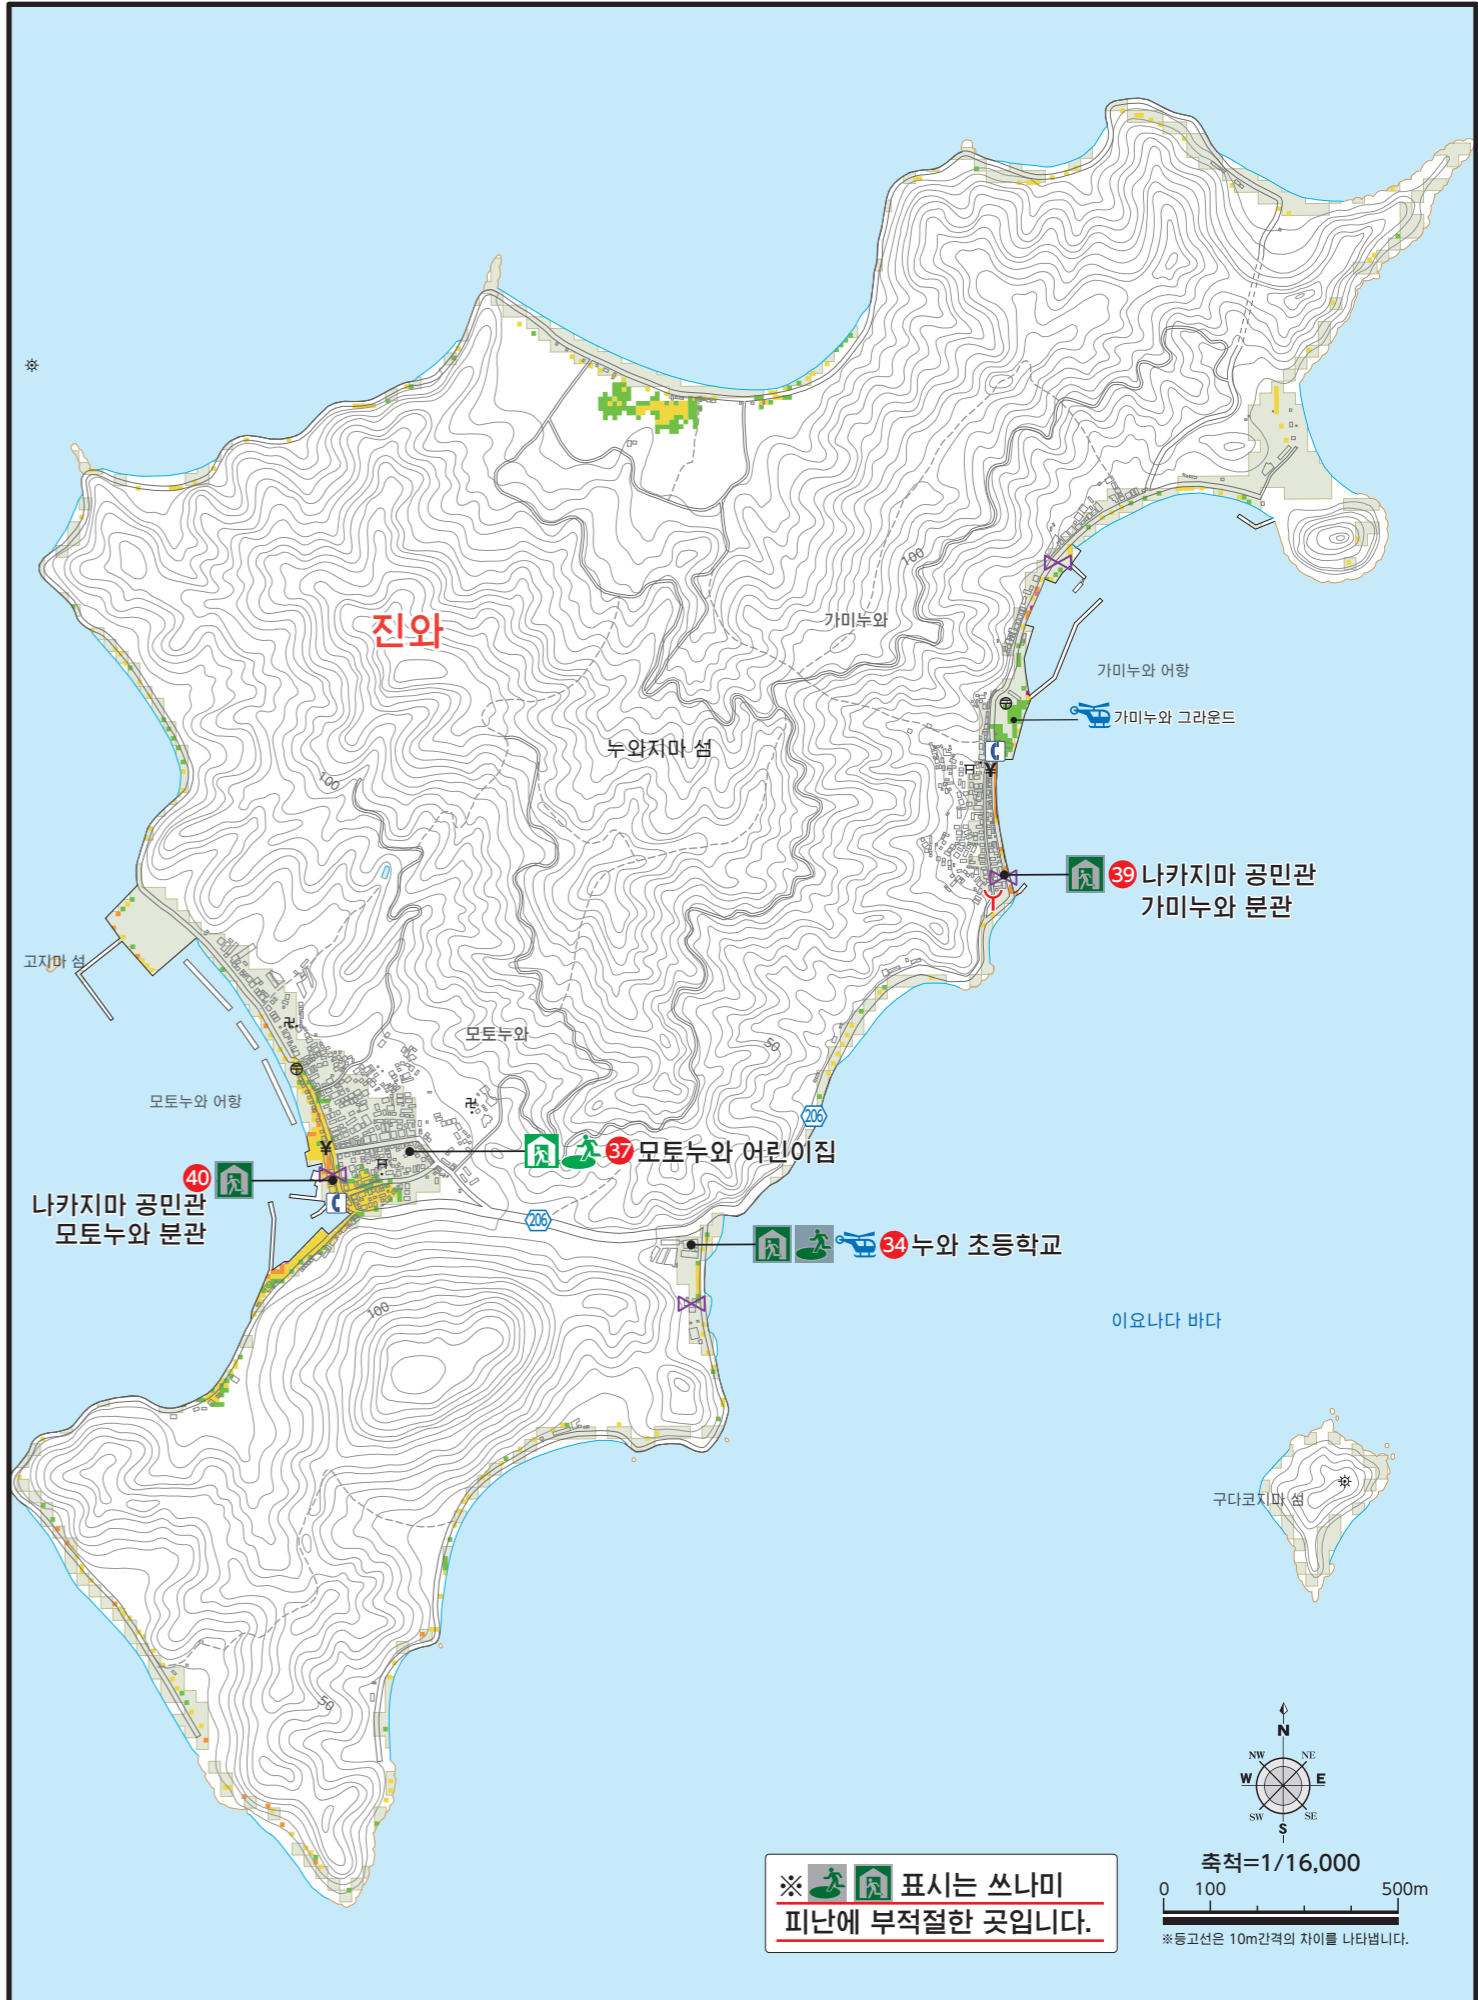 진와
100
가미누와
가미누와 어항
가미누와 그라운드
누와지마 섬
100
¥
39 나카지마 공민관
가미누와 분관
고지마 섬
卍
모토누와
50
모토누와 어항
卍
206
¥
37 모토누와 어린이집
40
나카지마 공민관
모토누와 분관
206
34 누와 초등학교
100
이요나다 바다
구다코지마 섬
50
N
NW NE
W E
SW SE
S
축척=1/16,000
0 100 500m
※등고선은 10m간격의 차이를 나타냅니다.
※ 표시는 쓰나미
피난에 부적절한 곳입니다.